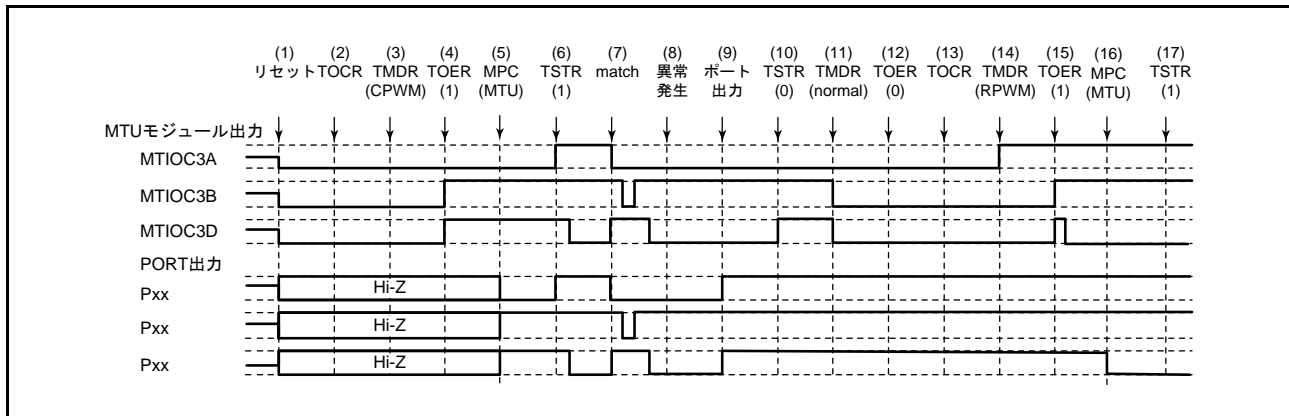 (1) (2) (3) (4) (5) (6) (7) (8) (9) (10) (11) (12) (13) (14) (15) (16) (17)
リセット TOCR TMDR TOER MPC TSTR match 異常 ポート TSTR TMDR TOER TOCR TMDR TOER MPC TSTR
(CPWM) (1) (MTU) (1) 発生 出力 (0) (normal) (0) (RPWM) (1) (MTU) (1)
MTUモジュール出力
MTIOC3A
MTIOC3B
MTIOC3D
PORT出力
Pxx Hi-Z
Pxx Hi-Z
Pxx Hi-Z